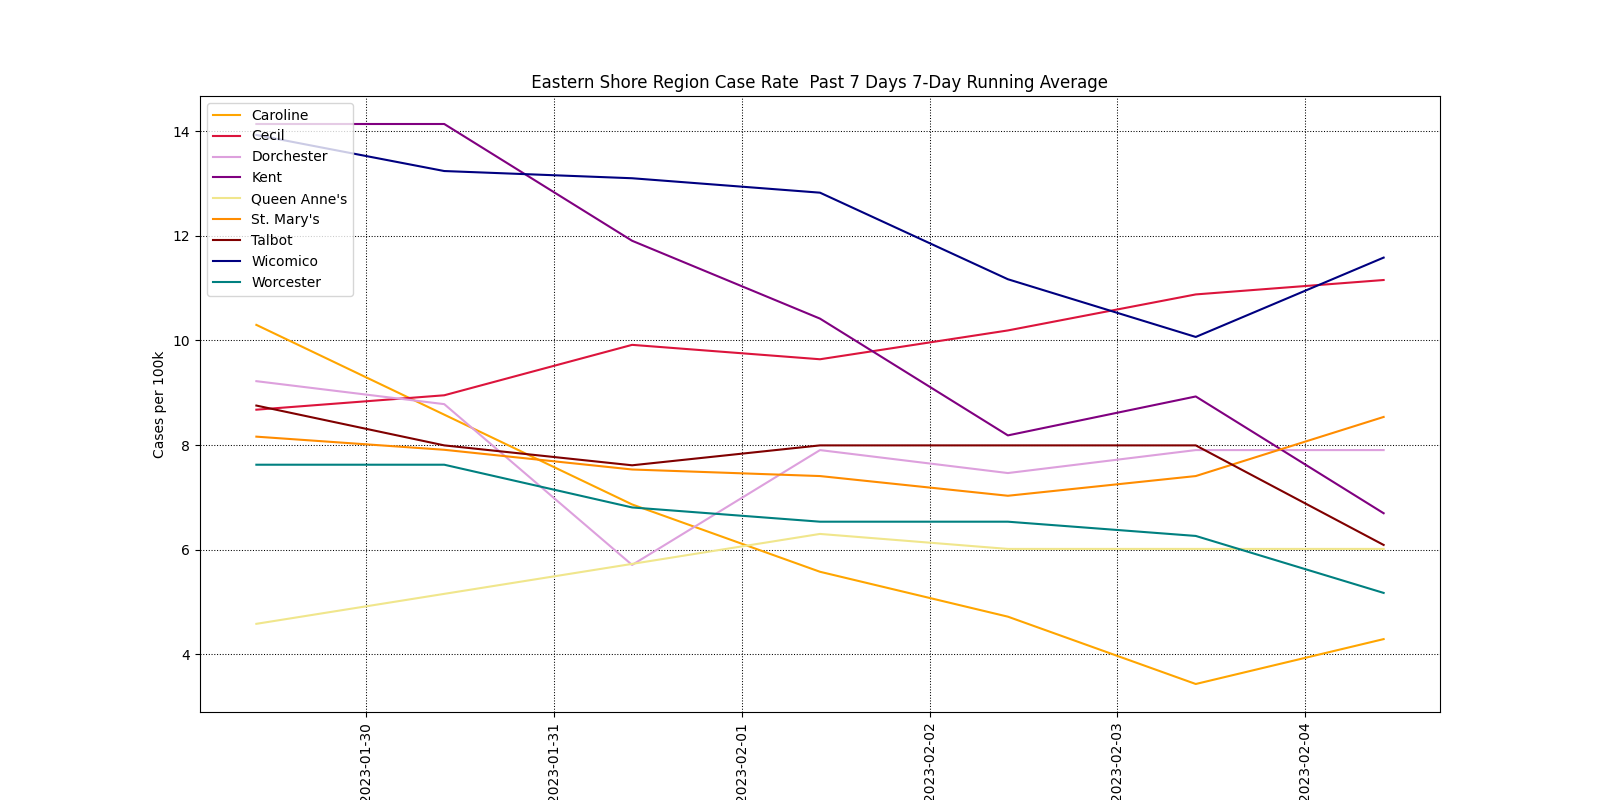 Eastern Shore Region Case Rate  Past 7 Days 7-Day Running Average
Caroline
Cecil
Dorchester
Kent
Queen Anne's
St. Mary's
Talbot
Wicomico
Worcester
14
12
10
8
6
4
Cases per 100k
2023-01-30
2023-01-31
2023-02-01
2023-02-02
2023-02-03
2023-02-04